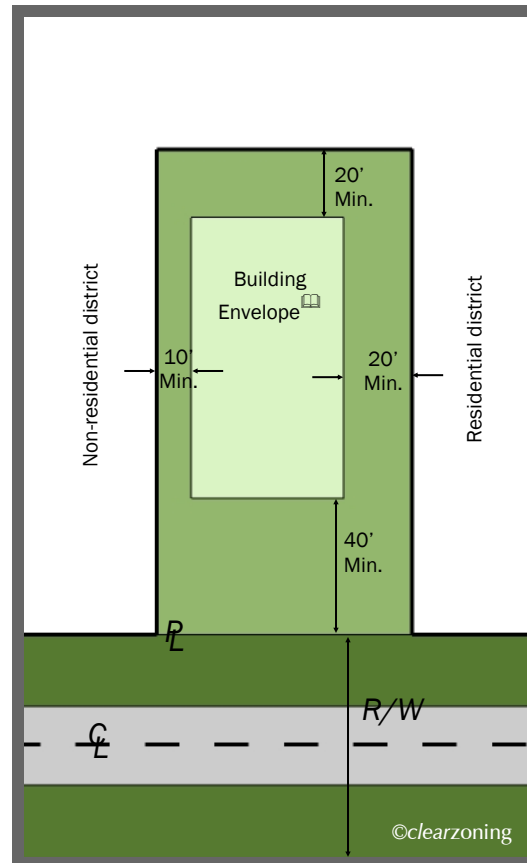 20’
Min.
Building
Envelope
Non-residential district
10’
Min.
20’
Min.
Residential district
40’
Min.
PL
R/W
CL
©clearzoning